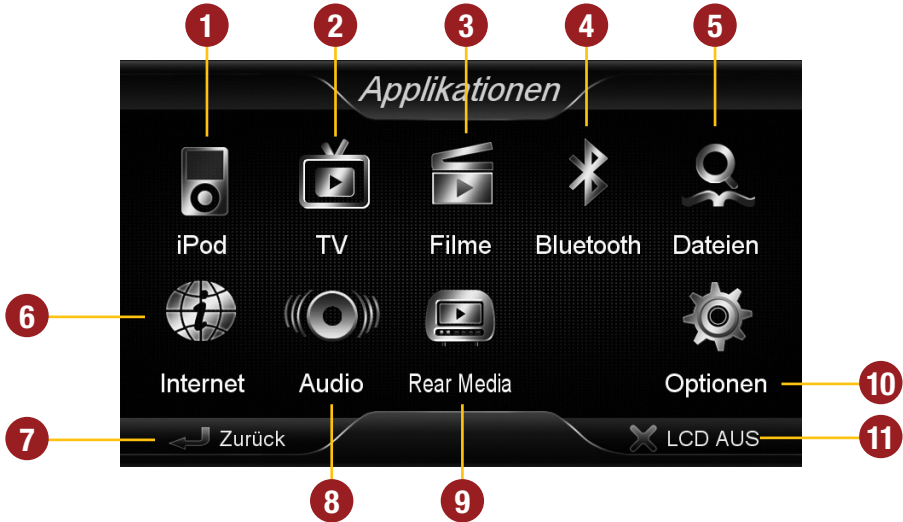 1 2 3 4 5
Applikationen
iPod TV Filme Bluetooth Dateien
6
Internet Audio Rear Media Optionen
10
7
Zurück LCD AUS
11
8 9